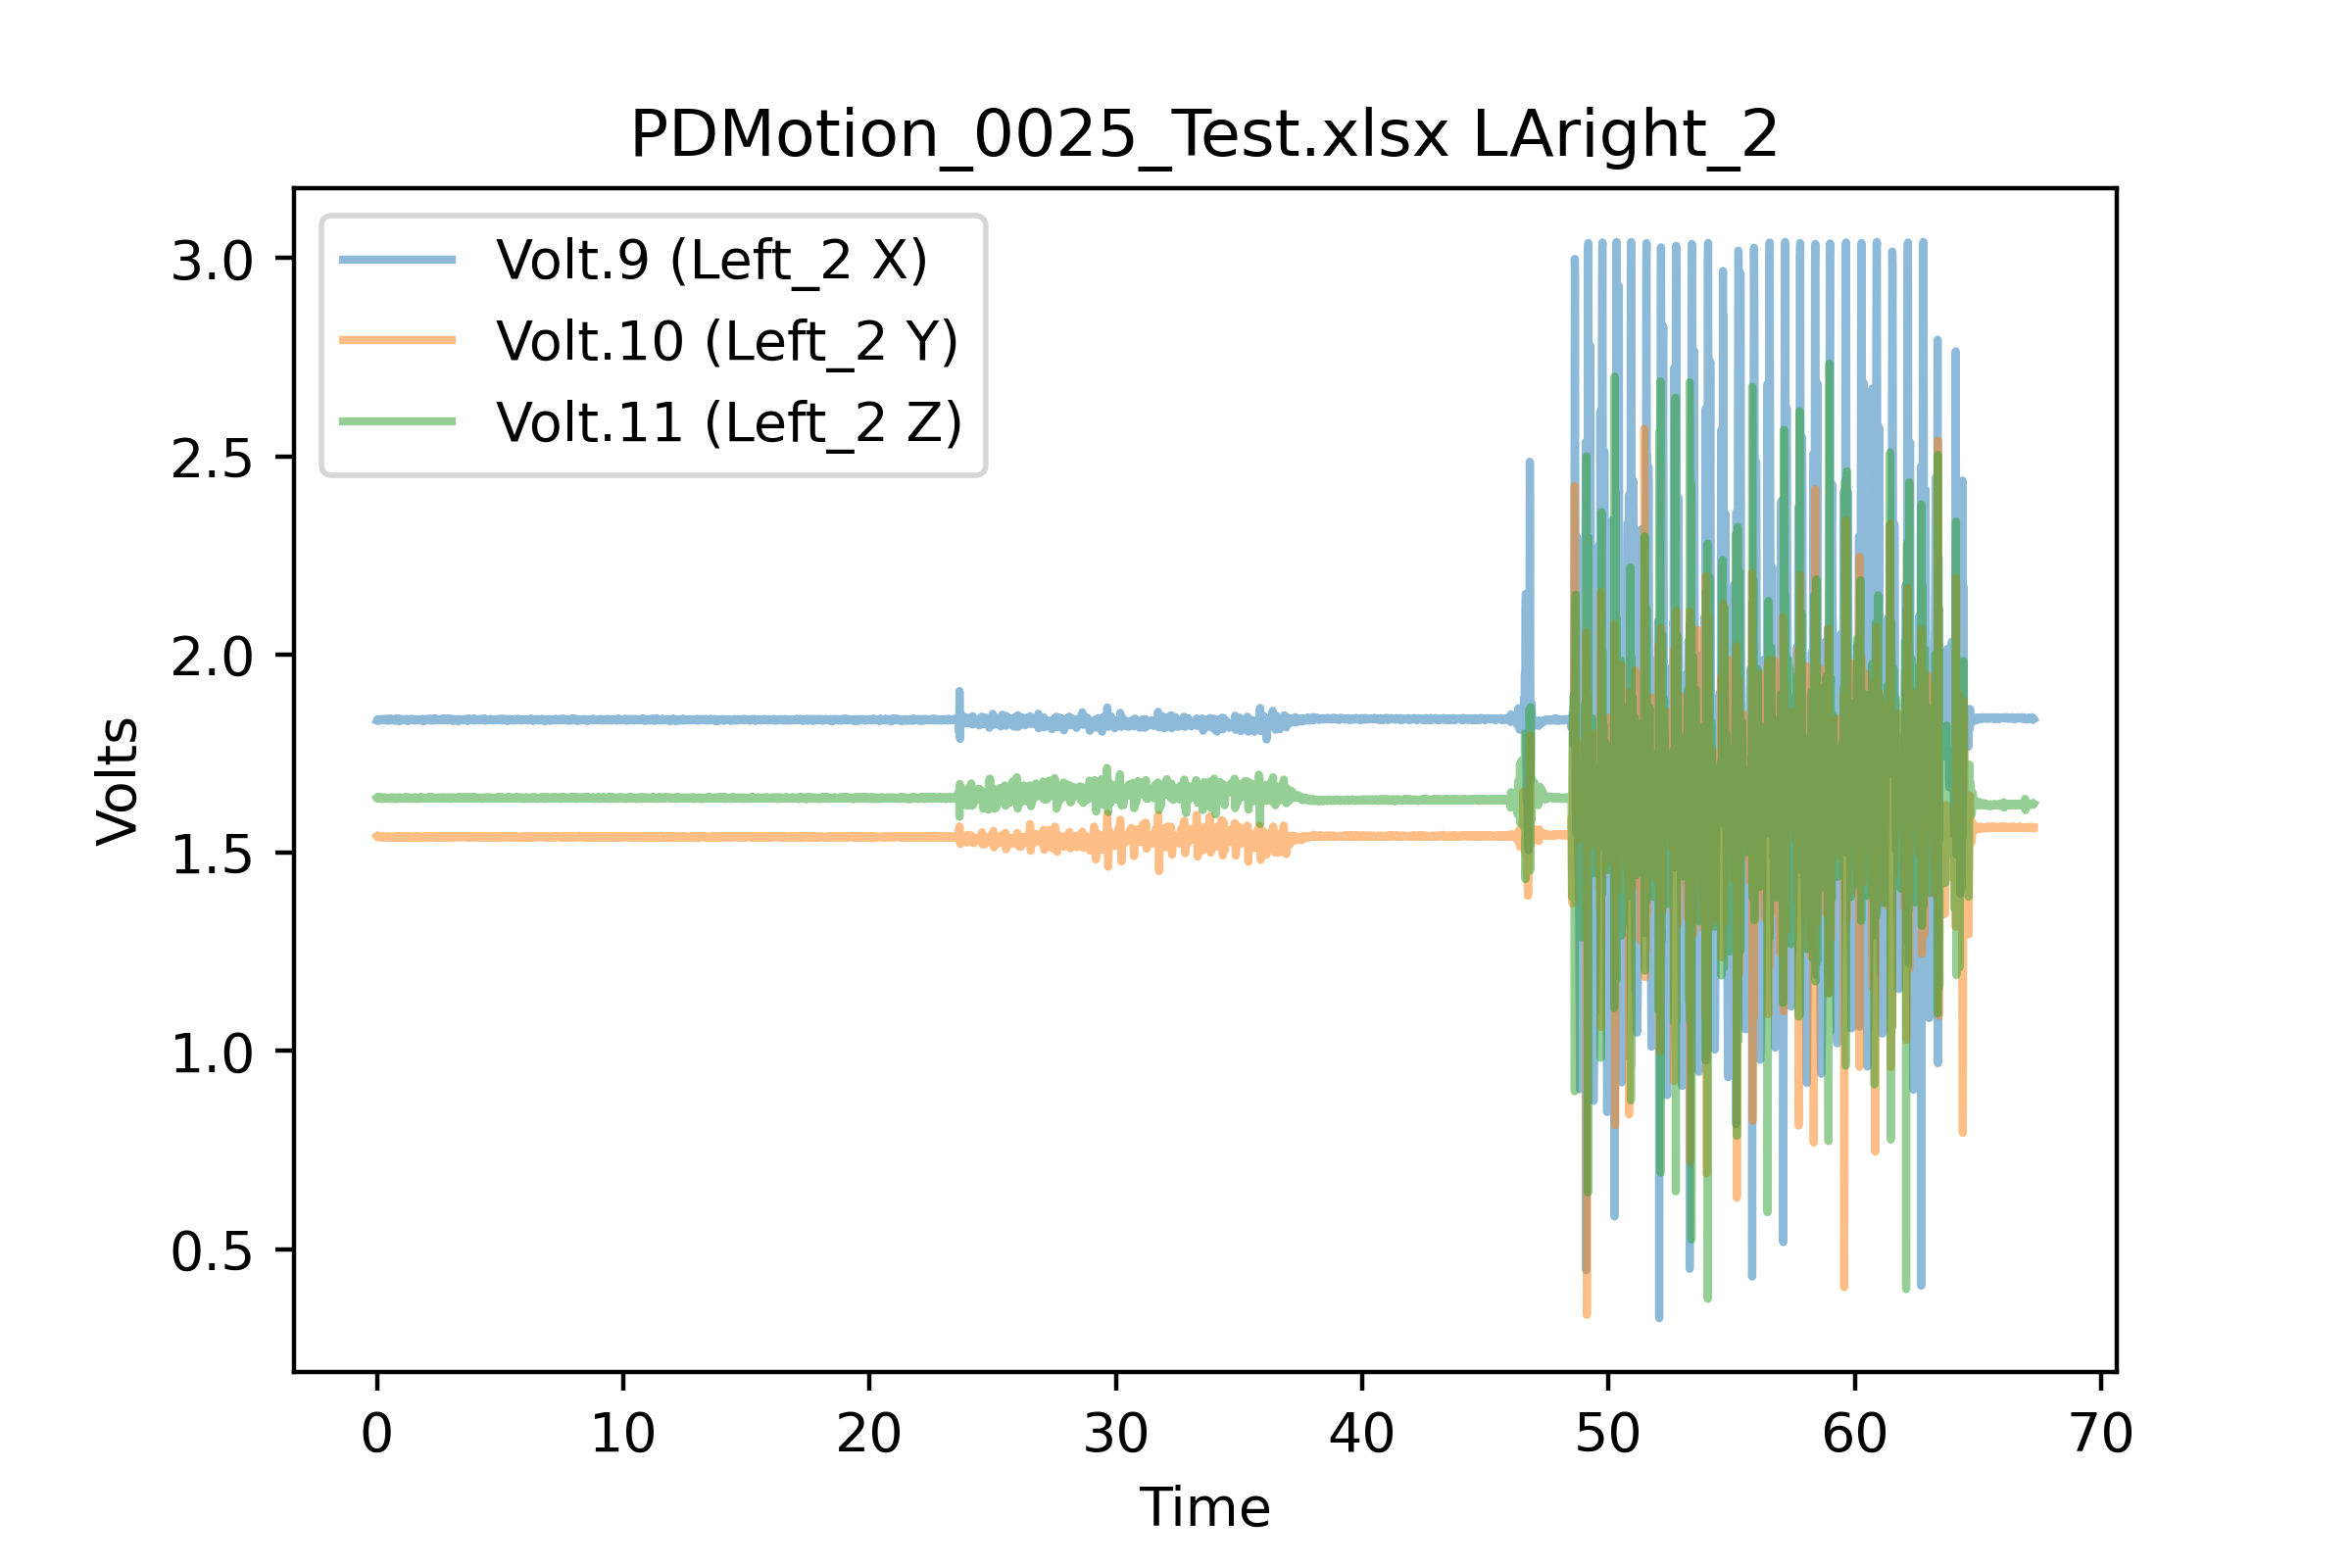 PDMotion_0025_Test.xlsx LAright_2
Volt.9 (Left_2 X)
Volt.10 (Left_2 Y)
Volt.11 (Left_2 Z)
3.0
2.5
2.0
1.5
1.0
0.5
Volts
0 10 20 30 40 50 60 70
Time